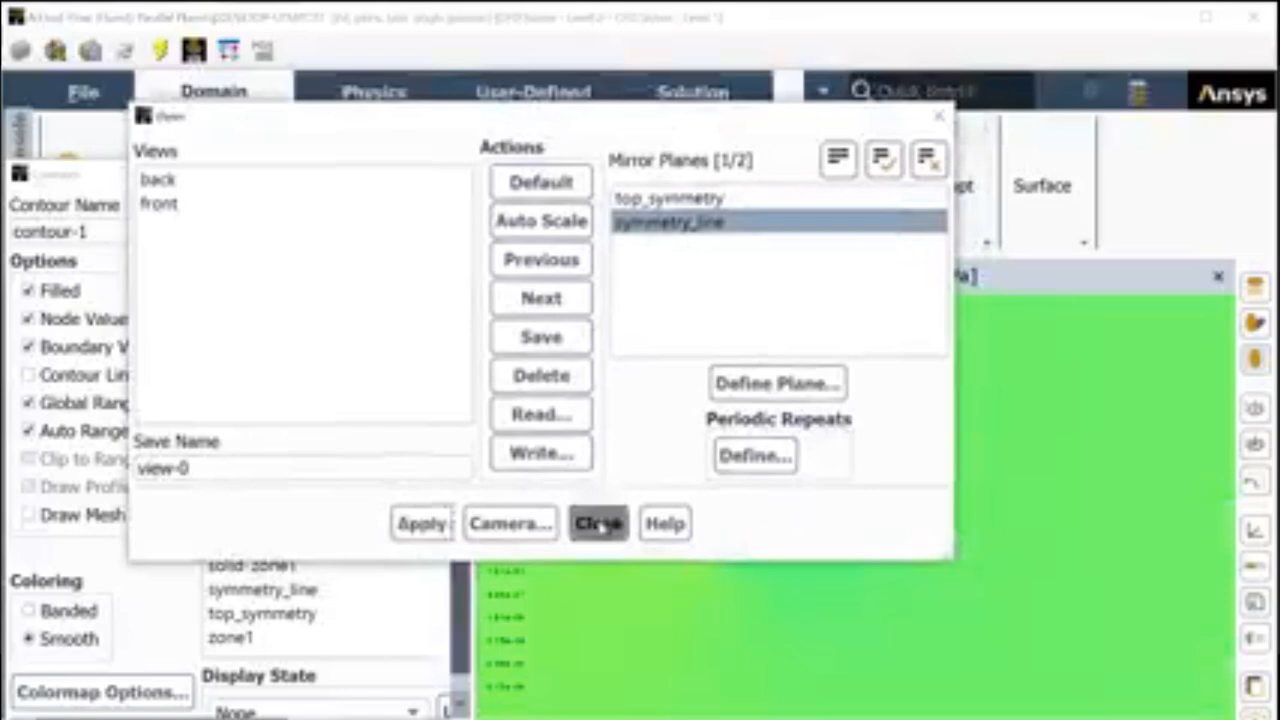 File
Domain
Physics
User-Defined
Solution
Ansys
Views
Views
back
front
Save Name
view-0
Actions
Default
Auto Scale
Previous
Next
Save
Delete
Read...
Write...
Mirror Planes [1/2]
top_symmetry
symmetry_line
Define Plane...
Periodic Repeats
Define...
Apply
Camera...
Close
Help
Surface
Contour Name
contour-1
Options
Filled
Node Value
Boundary V
Contour Lin
Global Rang
Auto Range
Clip to Rang
Draw Profil
Draw Mesh
Coloring
Banded
Smooth
Colormap Options...
solid-zone1
symmetry_line
top_symmetry
zone1
Display State
None